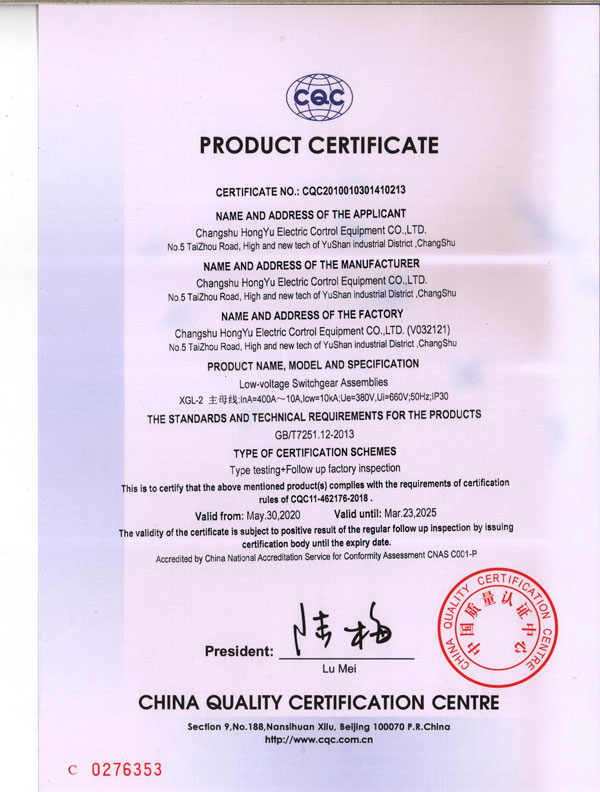 CQC
PRODUCT CERTIFICATE
CERTIFICATE NO.: CQC2010010301410213
NAME AND ADDRESS OF THE APPLICANT
Changshu HongYu Electric Cortrol Equipment CO.,LTD.
No.5 TaiZhou Road, High and new tech of YuShan industrial District ,ChangShu
NAME AND ADDRESS OF THE MANUFACTURER
Changshu HongYu Electric Cortrol Equipment CO.,LTD.
No.5 TaiZhou Road, High and new tech of YuShan industrial District ,ChangShu
NAME AND ADDRESS OF THE FACTORY
Changshu HongYu Electric Cortrol Equipment CO.,LTD. (V032121)
No.5 TaiZhou Road, High and new tech of YuShan industrial District ,ChangShu
PRODUCT NAME, MODEL AND SPECIFICATION
Low-voltage Switchgear Assemblies
XGL-2 主母线:InA=400A～10A,Icw=10kA;Ue=380V,Ui=660V;50Hz;IP30
THE STANDARDS AND TECHNICAL REQUIREMENTS FOR THE PRODUCTS
GB/T7251.12-2013
TYPE OF CERTIFICATION SCHEMES
Type testing+Follow up factory inspection
This is to certify that the above mentioned product(s) complies with the requirements of certification
rules of CQC11-462176-2018 .
Valid from: May.30,2020 Valid until: Mar.23,2025
The validity of the certificate is subject to positive result of the regular follow up inspection by issuing
certification body until the expiry date.
Accredited by China National Accreditation Service for Conformity Assessment CNAS C001-P
CHINA QUALITY CERTIFICATION CENTRE
中国质量认证中心
陆梅
President:
Lu Mei
CHINA QUALITY CERTIFICATION CENTRE
Section 9,No.188,Nansihuan Xilu, Beijing 100070 P.R.China
http://www.cqc.com.cn
C 0276353